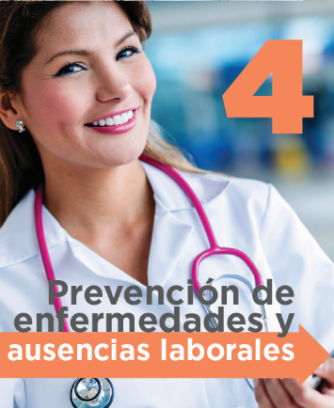 4
Prevención de
enfermedades y
ausencias laborales